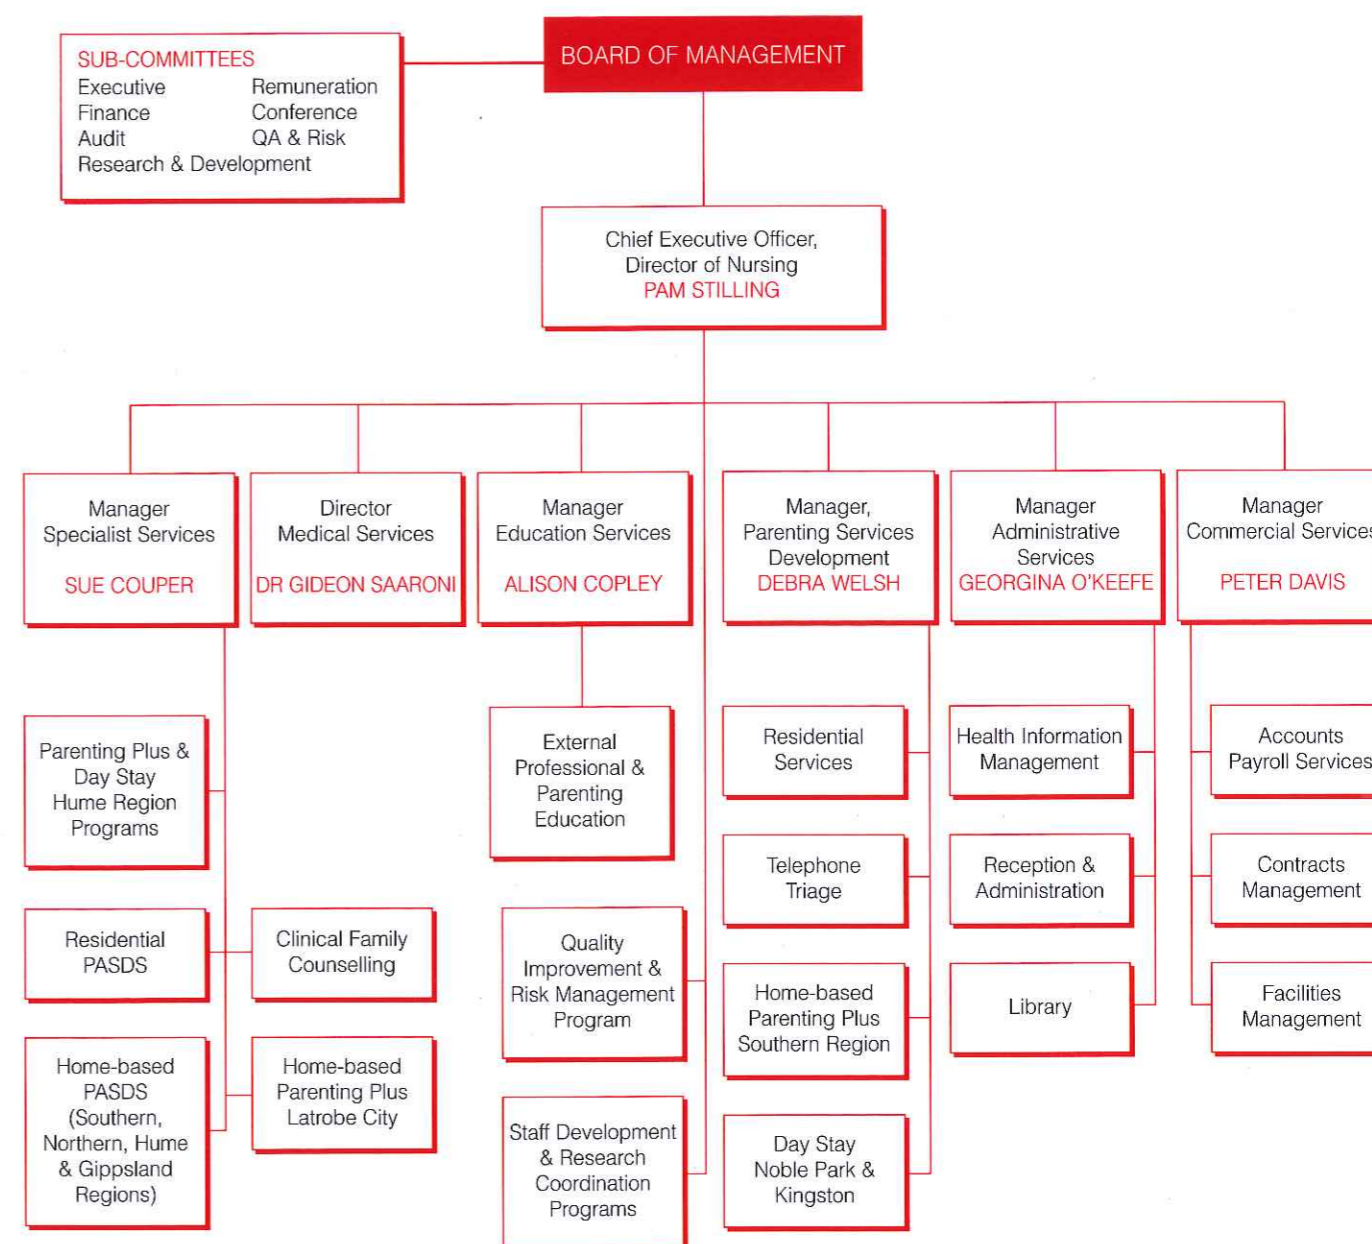 SUB-COMMITTEES
Executive Remuneration
Finance Conference
Audit QA & Risk
Research & Development
BOARD OF MANAGEMENT
Chief Executive Officer,
Director of Nursing
PAM STILLING
Manager
Specialist Services
SUE COUPER
Director
Medical Services
DR GIDEON SAARONI
Manager
Education Services
ALISON COPLEY
Manager,
Parenting Services
Development
DEBRA WELSH
Manager
Administrative
Services
GEORGINA O'KEEFE
Manager
Commercial Services
PETER DAVIS
Parenting Plus &
Day Stay
Hume Region
Programs
Residential
PASDS
Home-based
PASDS
(Southern,
Northern, Hume
& Gippsland
Regions)
Clinical Family
Counselling
Home-based
Parenting Plus
Latrobe City
External
Professional &
Parenting
Education
Quality
Improvement &
Risk Management
Program
Staff Development
& Research
Coordination
Programs
Residential
Services
Telephone
Triage
Home-based
Parenting Plus
Southern Region
Day Stay
Noble Park &
Kingston
Health Information
Management
Reception &
Administration
Library
Accounts
Payroll Services
Contracts
Management
Facilities
Management